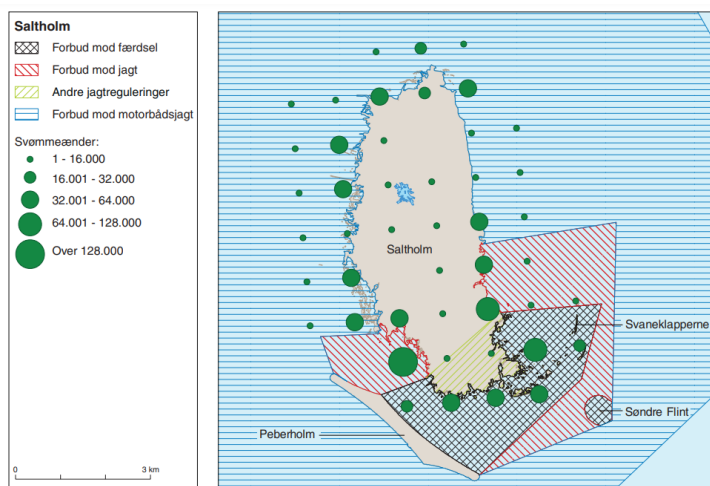 Saltholm
Forbud mod færdsel
Forbud mod jagt
Andre jagtreguleringer
Forbud mod motorbådsjagt
Svømmeænder:
1 - 16.000
16.001 - 32.000
32.001 - 64.000
64.001 - 128.000
Over 128.000
Saltholm
Svaneklapperne
Søndre Flint
Peberholm
0 3 km